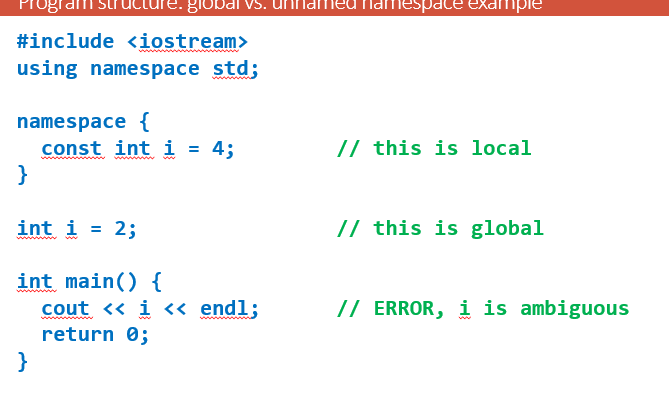 Program structure: global vs. unnamed namespace example
#include <iostream>
using namespace std;
namespace {
const int i = 4; // this is local
}
int i = 2; // this is global
int main() {
cout << i << endl; // ERROR, i is ambiguous
return 0;
}